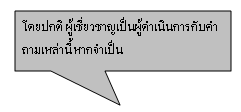 โดยปกติ ผู้เชี่ยวชาญเป็นผู้ดำเนินการกับคำ
ถามเหล่านี้หากจำเป็น